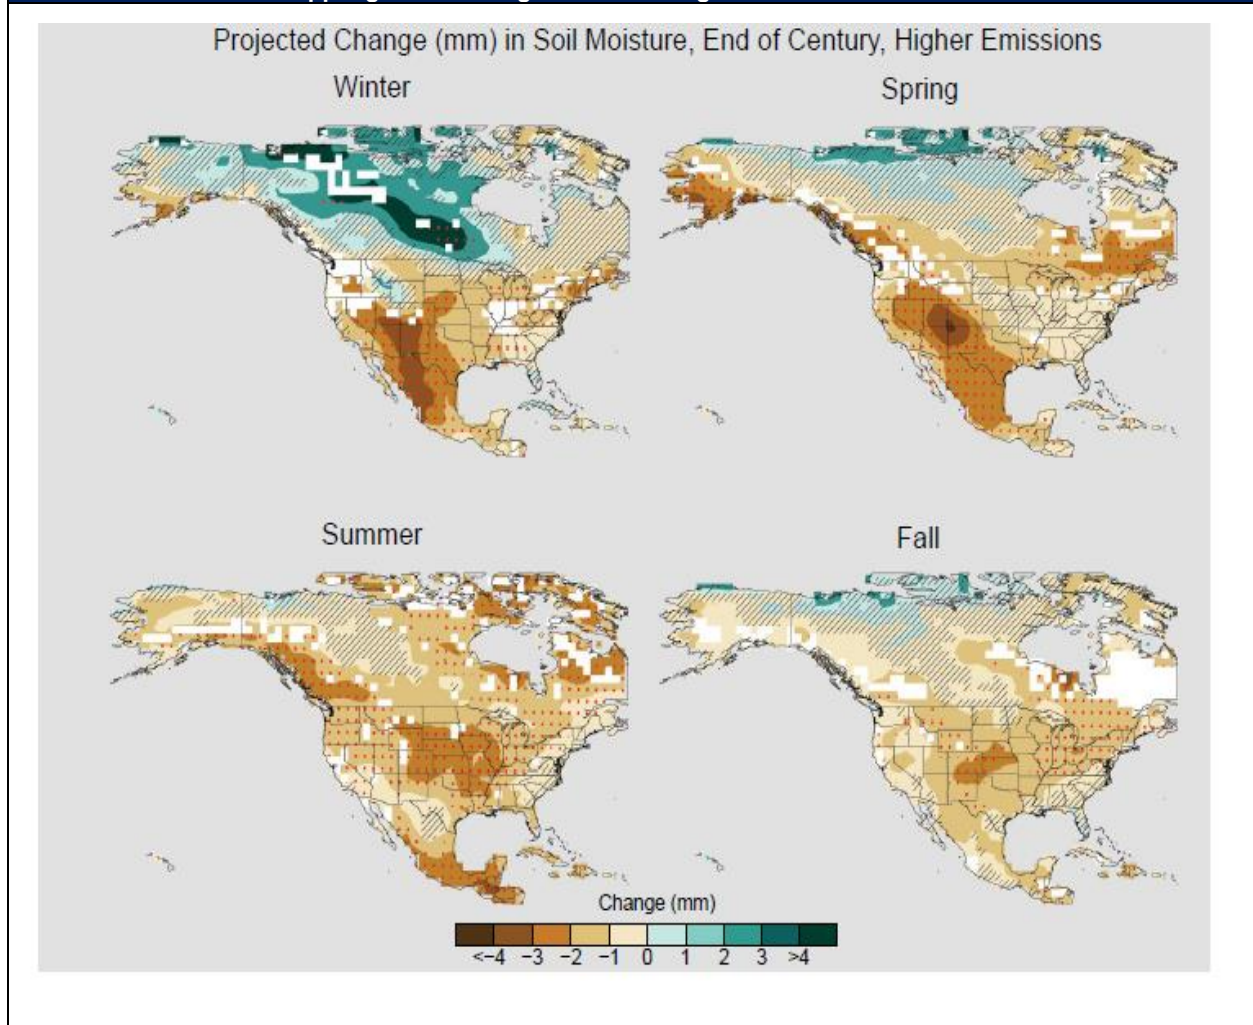 Projected Change (mm) in Soil Moisture, End of Century, Higher Emissions
Winter
Spring
Summer
Fall
Change (mm)
<−4 −3 −2 −1 0 1 2 3 >4